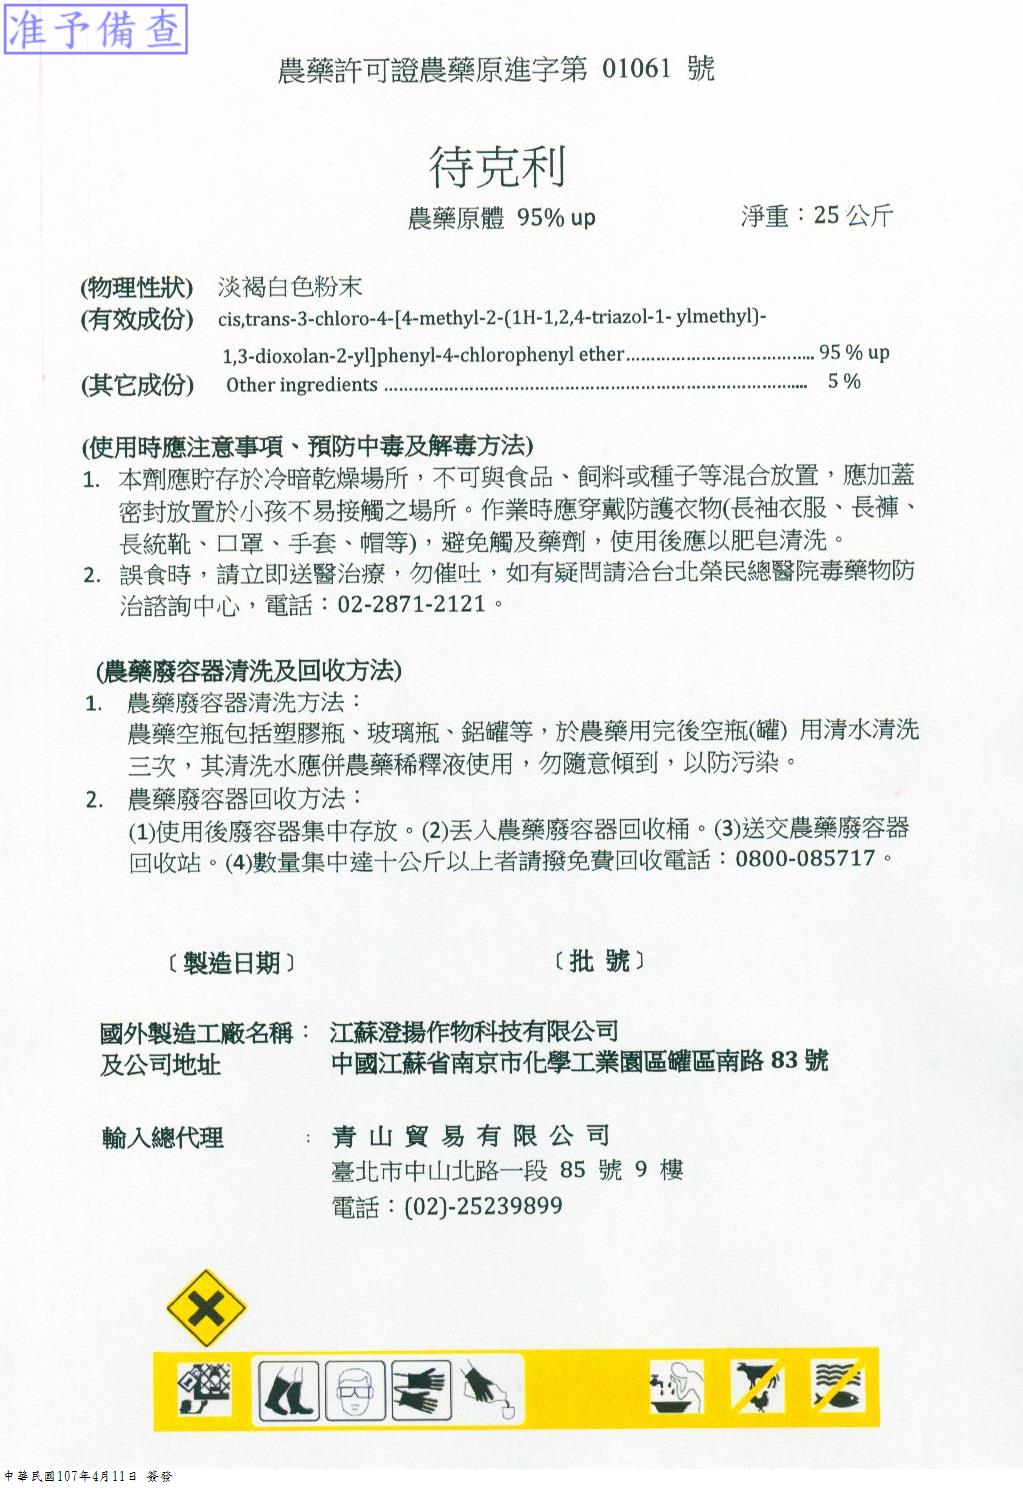 准予備查
農藥許可證農藥原進字第 01061 號
待克利
農藥原體 95% up 淨重：25 公斤
(物理性狀) 淡褐白色粉末
(有效成份) cis,trans-3-chloro-4-[4-methyl-2-(1H-1,2,4-triazol-1- ylmethyl)-
1,3-dioxolan-2-yl]phenyl-4-chlorophenyl ether........................................ 95 % up
(其它成份) Other ingredients ........................................................................................ 5 %
(使用時應注意事項、預防中毒及解毒方法)
1. 本劑應貯存於冷暗乾燥場所，不可與食品、飼料或種子等混合放置，應加蓋
密封放置於小孩不易接觸之場所。作業時應穿戴防護衣物(長袖衣服、長褲、
長統靴、口罩、手套、帽等)，避免觸及藥劑，使用後應以肥皂清洗。
2. 誤食時，請立即送醫治療，勿催吐，如有疑問請洽台北榮民總醫院毒藥物防
治諮詢中心，電話：02-2871-2121。
(農藥廢容器清洗及回收方法)
1. 農藥廢容器清洗方法：
農藥空瓶包括塑膠瓶、玻璃瓶、鋁罐等，於農藥用完後空瓶(罐) 用清水清洗
三次，其清洗水應併農藥稀釋液使用，勿隨意傾到，以防污染。
2. 農藥廢容器回收方法：
(1)使用後廢容器集中存放。(2)丟入農藥廢容器回收桶。(3)送交農藥廢容器
回收站。(4)數量集中達十公斤以上者請撥免費回收電話：0800-085717。
﹝製造日期﹞ ﹝批 號﹞
國外製造工廠名稱： 江蘇澄揚作物科技有限公司
及公司地址 中國江蘇省南京市化學工業園區罐區南路 83 號
輸入總代理 : 青 山 貿 易 有 限 公 司
臺北市中山北路一段 85 號 9 樓
電話：(02)-25239899
中華民國107年4月11日 簽發